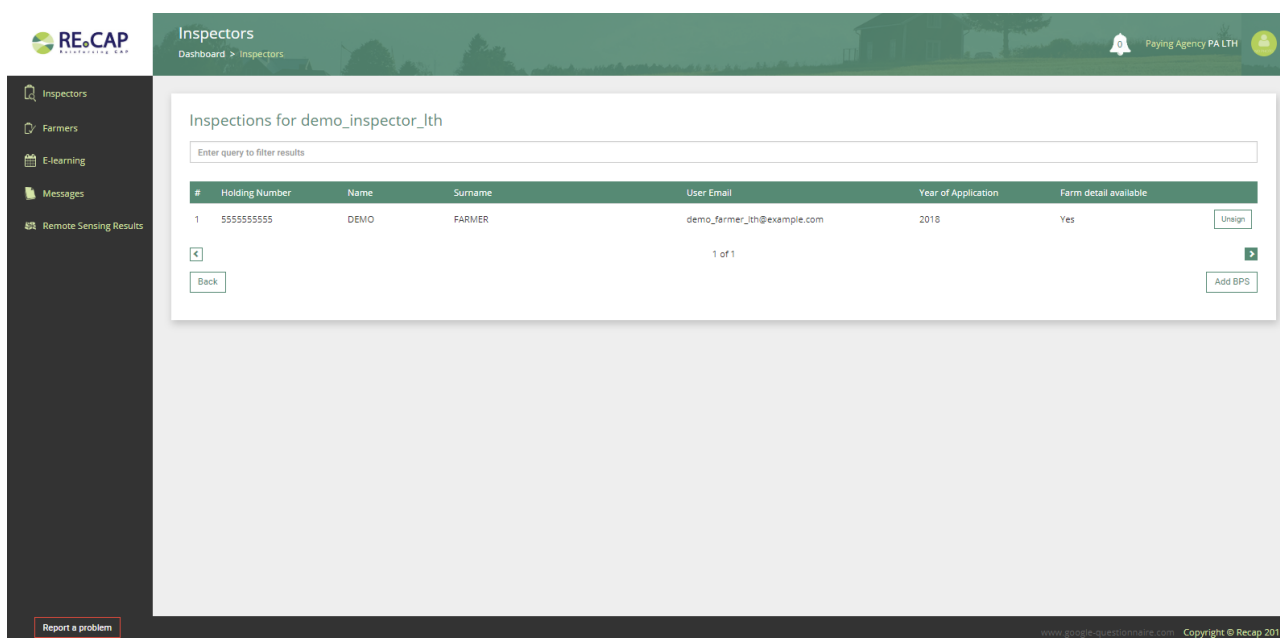 RE.CAP
Reinforcing CAP
Inspectors
Dashboard > Inspectors
0
Paying Agency PA LTH
Inspectors
Farmers
E-learning
Messages
Remote Sensing Results
Inspections for demo_inspector_lth
Enter query to filter results
# Holding Number Name Surname User Email Year of Application Farm detail available
1 5555555555 DEMO FARMER demo_farmer_lth@example.com 2018 Yes Unsign
< 1 of 1 >
Back Add BPS
Report a problem
www.google-questionnaire.com Copyright © Recap 201